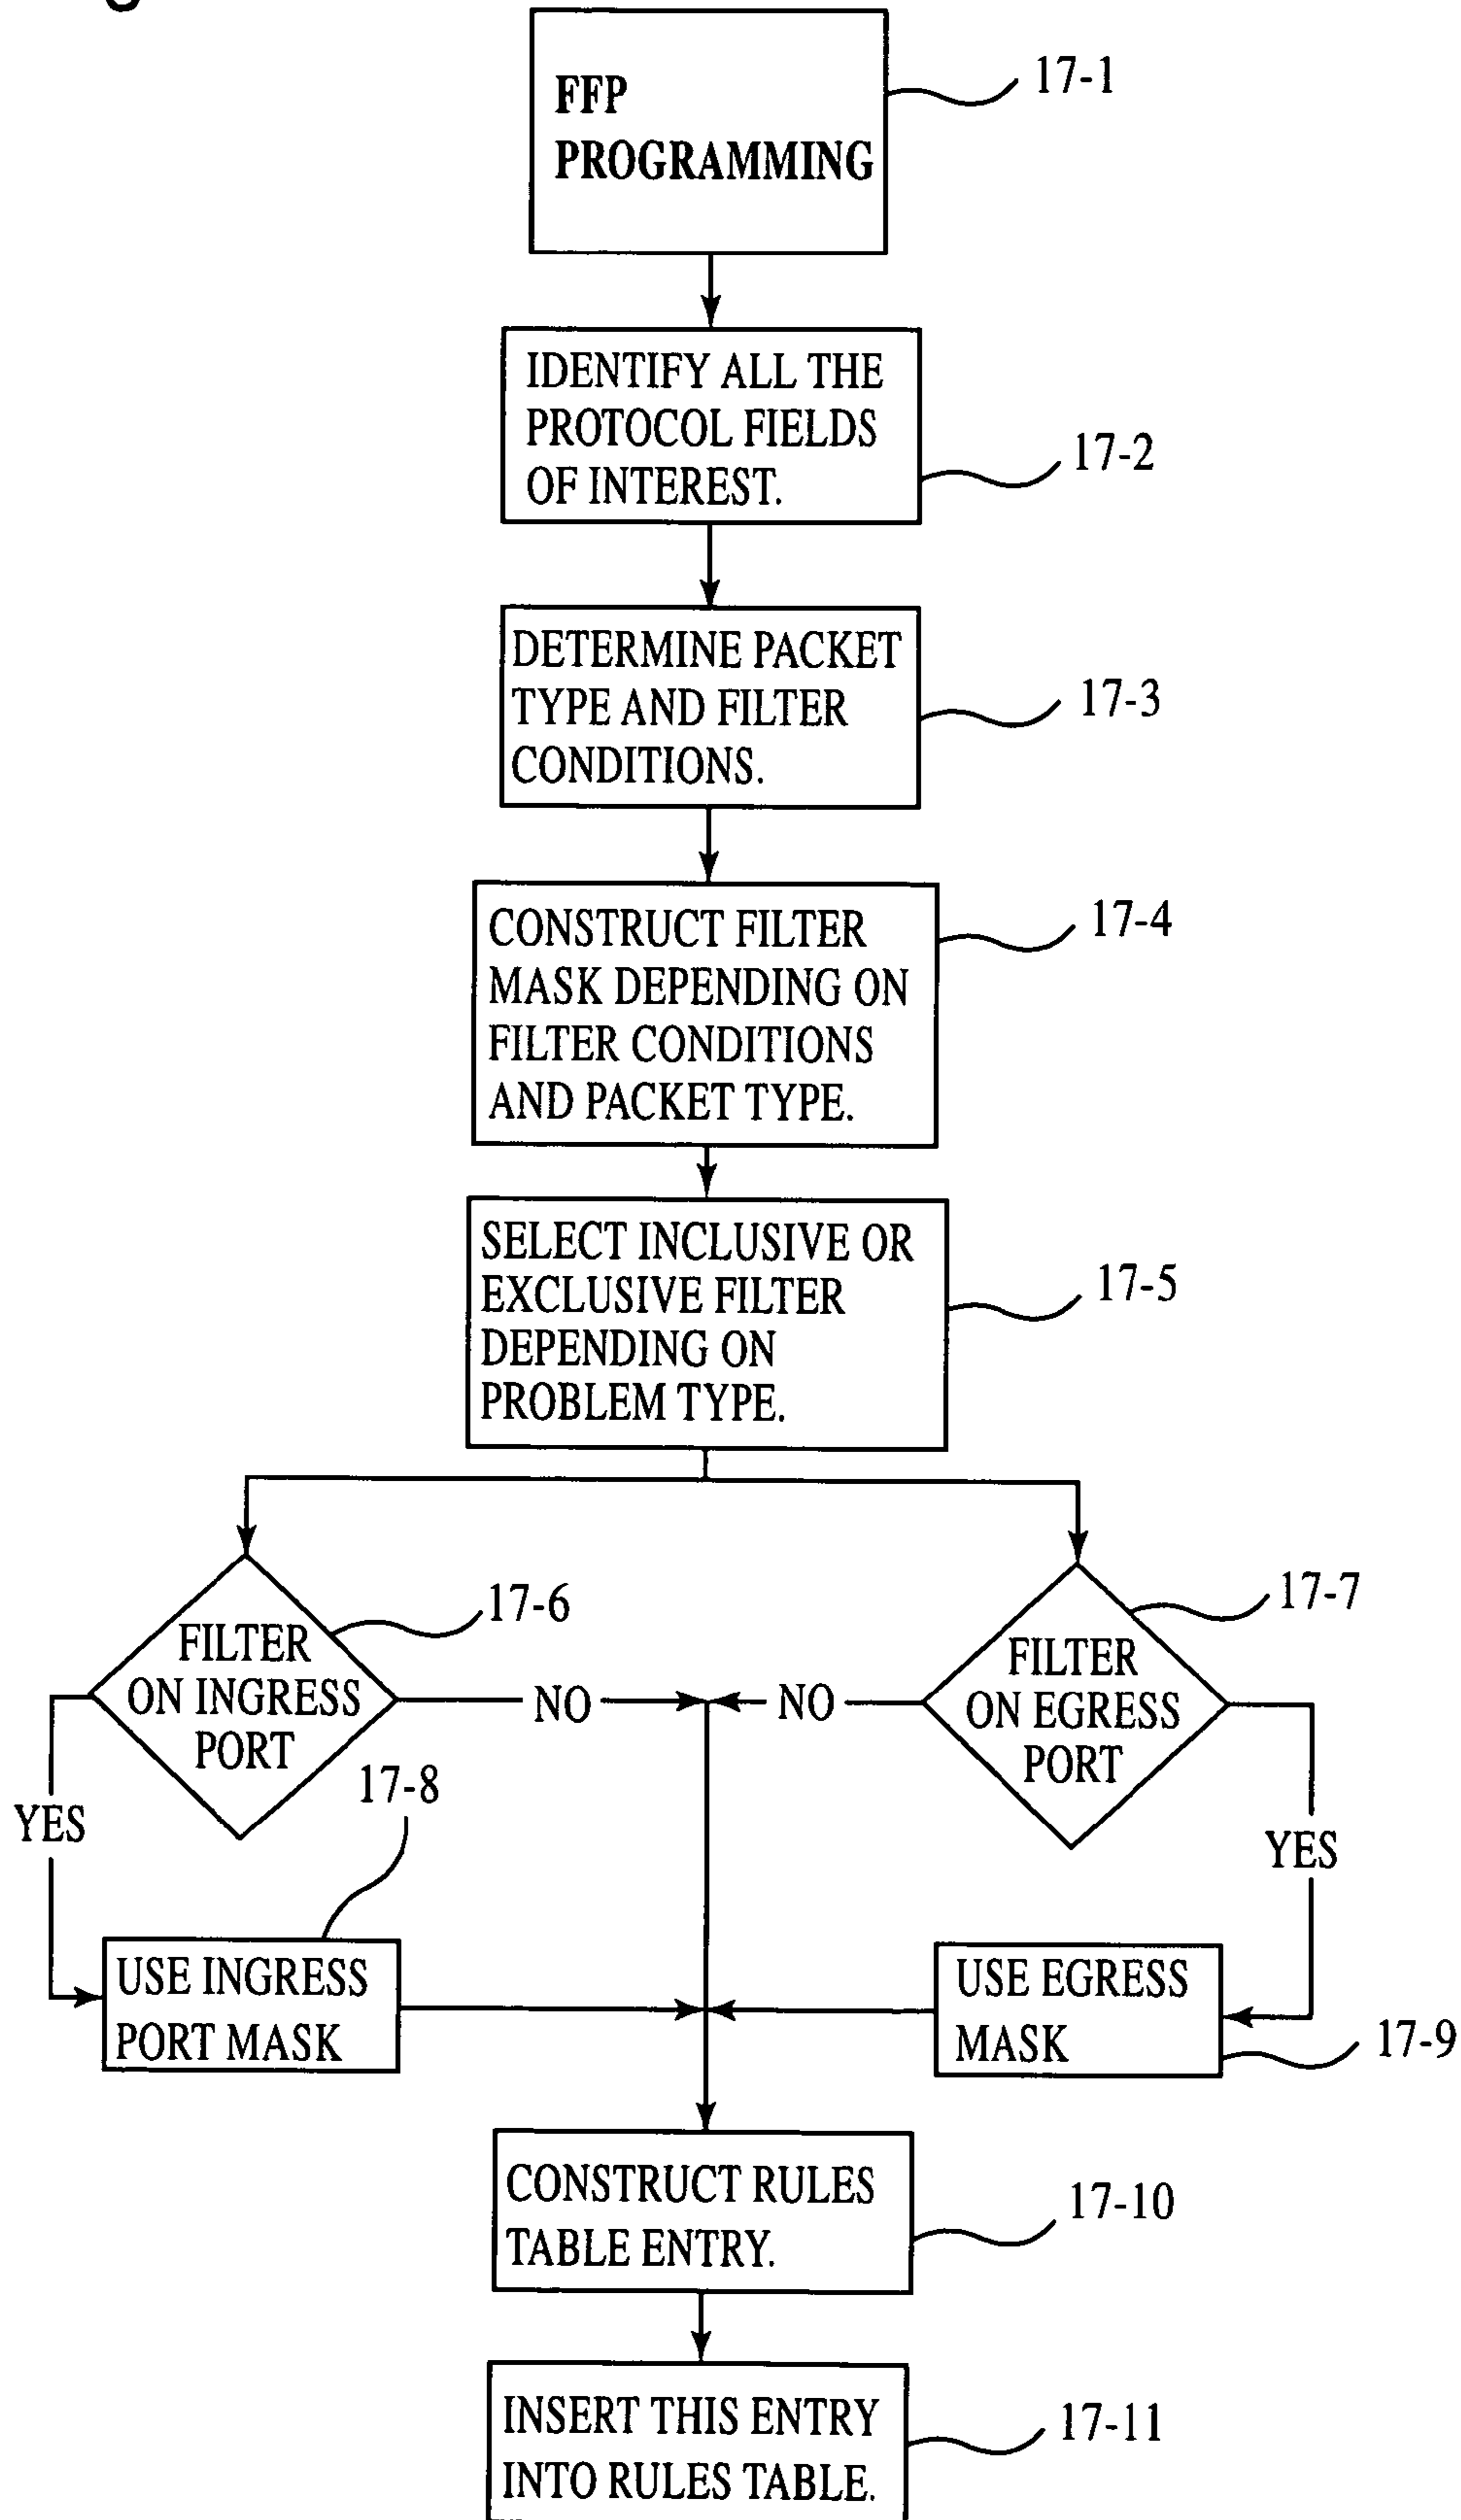 FFP
PROGRAMMING
17-1
IDENTIFY ALL THE
PROTOCOL FIELDS
OF INTEREST.
17-2
DETERMINE PACKET
TYPE AND FILTER
CONDITIONS.
17-3
CONSTRUCT FILTER
MASK DEPENDING ON
FILTER CONDITIONS
AND PACKET TYPE.
17-4
SELECT INCLUSIVE OR
EXCLUSIVE FILTER
DEPENDING ON
PROBLEM TYPE.
17-5
FILTER
ON INGRESS
PORT
17-6
NO
YES
FILTER
ON EGRESS
PORT
17-7
NO
YES
USE INGRESS
PORT MASK
17-8
USE EGRESS
MASK
17-9
CONSTRUCT RULES
TABLE ENTRY.
17-10
INSERT THIS ENTRY
INTO RULES TABLE.
17-11